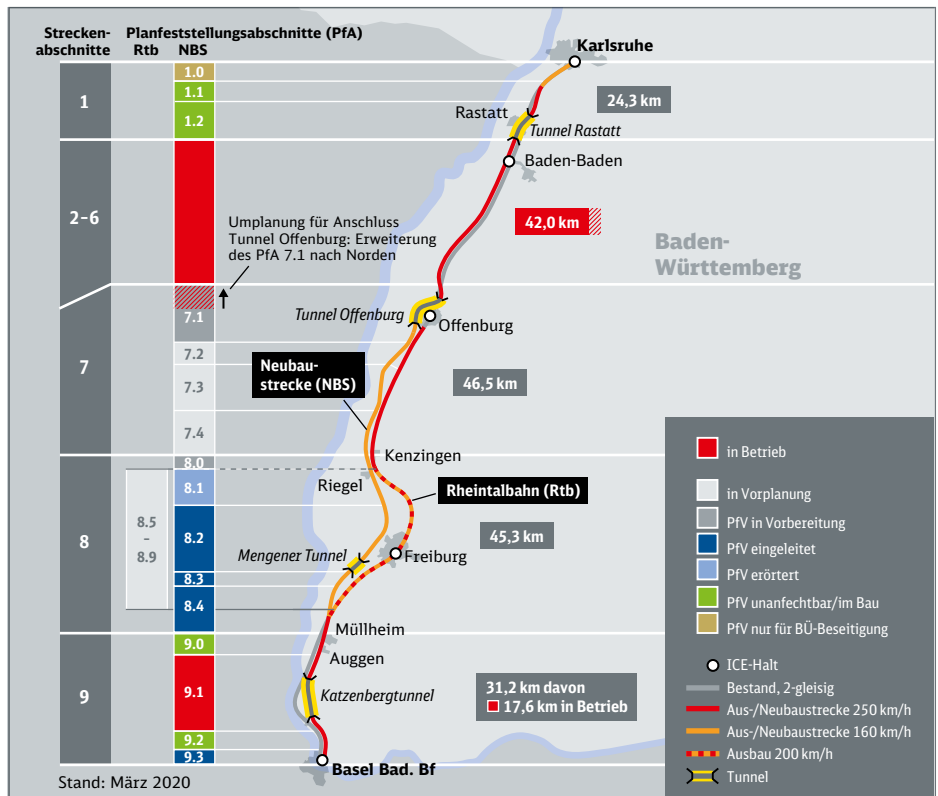 Strecken-
abschnitte
Planfeststellungsabschnitte (PfA)
Rtb
NBS
1
2–6
7
8
9
1.0
1.1
1.2
7.1
7.2
7.3
7.4
8.0
8.1
8.2
8.3
8.4
9.0
9.1
9.2
9.3
8.5
–
8.9
Umplanung für Anschluss
Tunnel Offenburg: Erweiterung
des PfA 7.1 nach Norden
Karlsruhe
24,3 km
Rastatt
Tunnel Rastatt
Baden-Baden
42,0 km
Baden-
Württemberg
Tunnel Offenburg
Offenburg
Neubau-
strecke (NBS)
46,5 km
Kenzingen
Riegel
Rheintalbahn (Rtb)
45,3 km
Mengener Tunnel
Freiburg
Müllheim
Auggen
Katzenbergtunnel
31,2 km davon
17,6 km in Betrieb
Basel Bad. Bf
Stand: März 2020
in Betrieb
in Vorplanung
PfV in Vorbereitung
PfV eingeleitet
PfV erörtert
PfV unanfechtbar/im Bau
PfV nur für BÜ-Beseitigung
ICE-Halt
Bestand, 2-gleisig
Aus-/Neubaustrecke 250 km/h
Aus-/Neubaustrecke 160 km/h
Ausbau 200 km/h
Tunnel